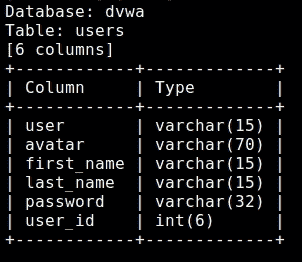 Database: dvwa
Table: users
[6 columns]
+------------+-------------+
| Column     | Type        |
+------------+-------------+
| user       | varchar(15) |
| avatar     | varchar(70) |
| first_name | varchar(15) |
| last_name  | varchar(15) |
| password   | varchar(32) |
| user_id    | int(6)      |
+------------+-------------+